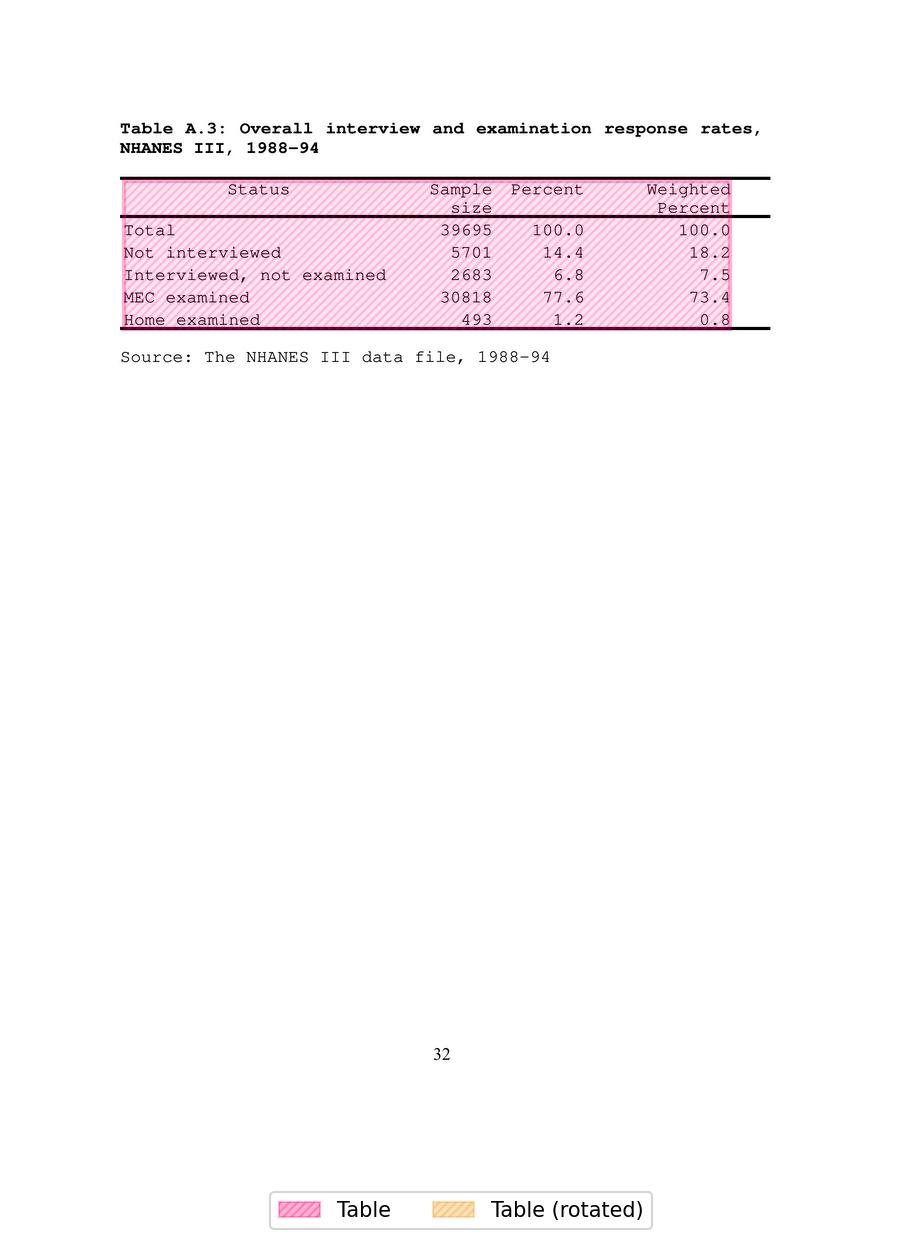 Table A.3: Overall interview and examination response rates,
NHANES III, 1988-94
Status Sample size Percent Weighted Percent
Total 39695 100.0 100.0
Not interviewed 5701 14.4 18.2
Interviewed, not examined 2683 6.8 7.5
MEC examined 30818 77.6 73.4
Home examined 493 1.2 0.8
Source: The NHANES III data file, 1988-94
32
Table Table (rotated)